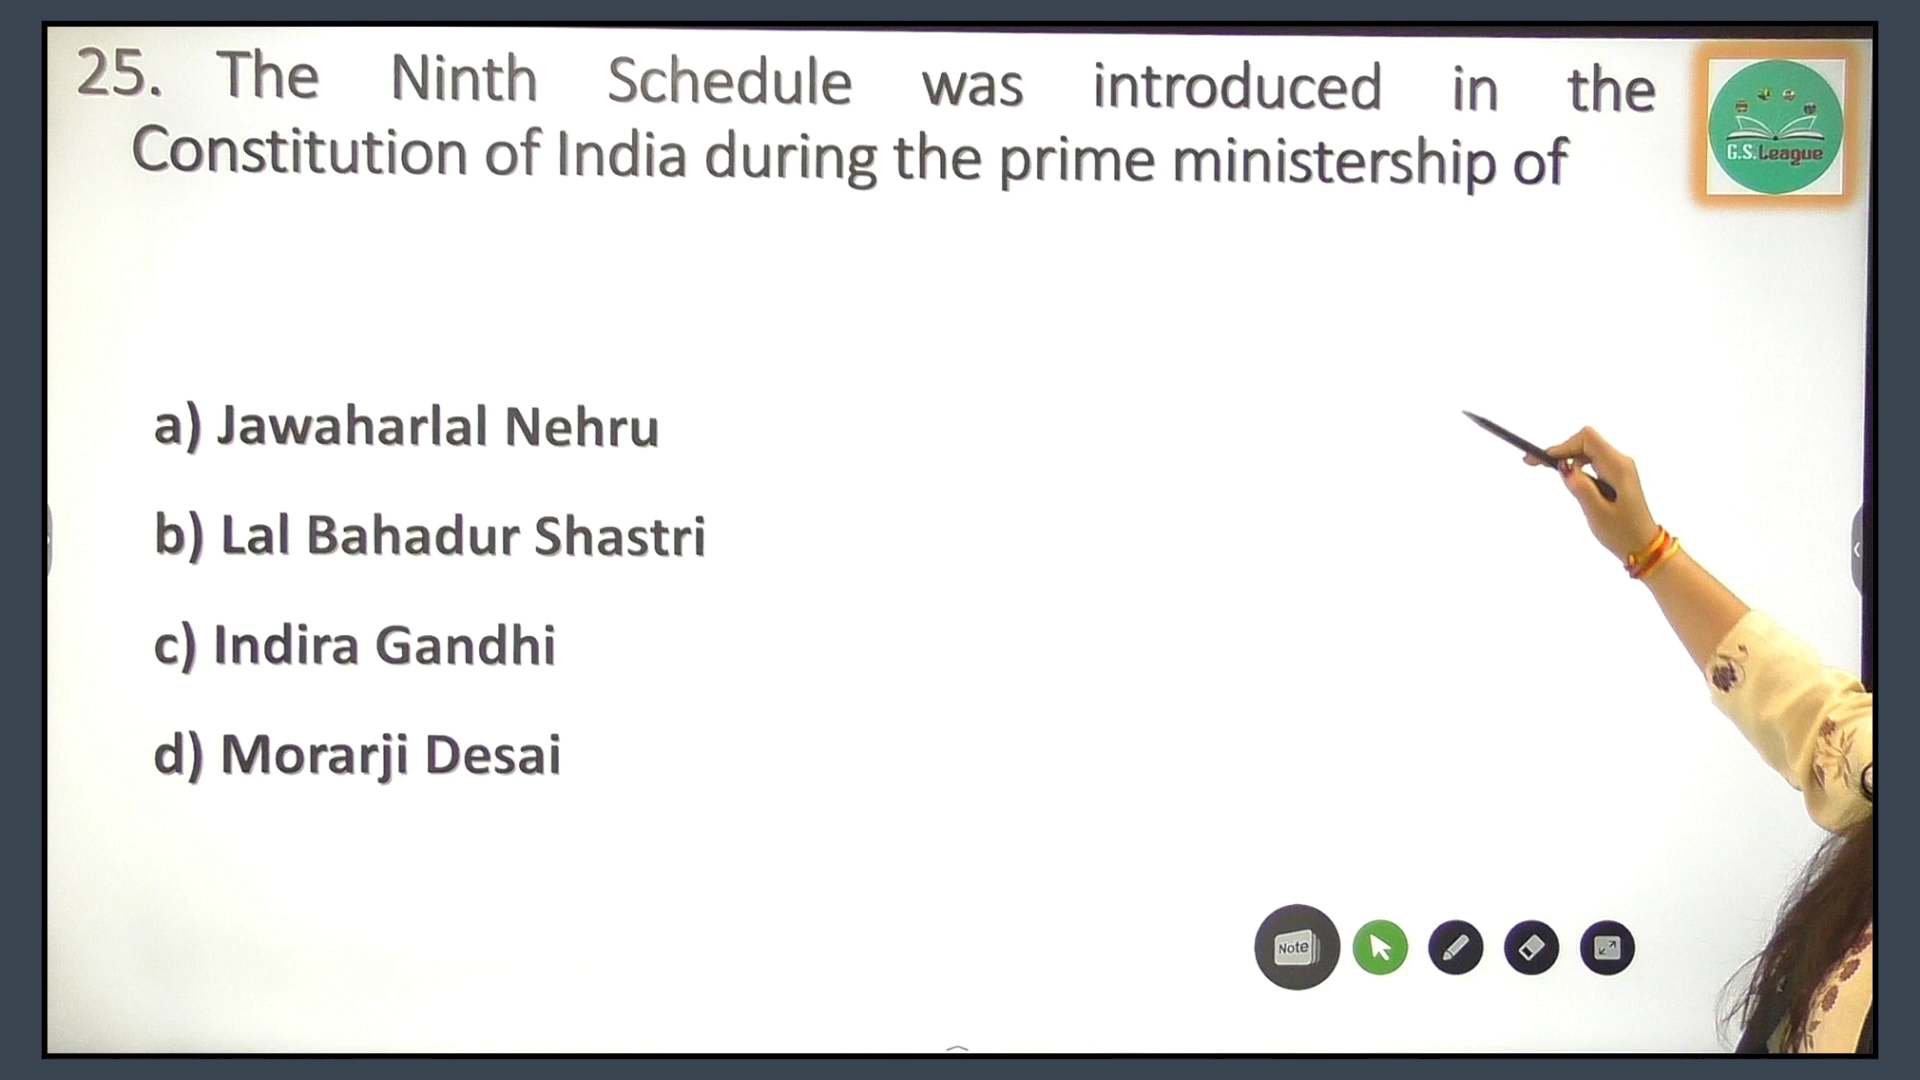 25. The Ninth Schedule was introduced in the
Constitution of India during the prime ministership of
G.S.League
a) Jawaharlal Nehru
b) Lal Bahadur Shastri
c) Indira Gandhi
d) Morarji Desai
Note